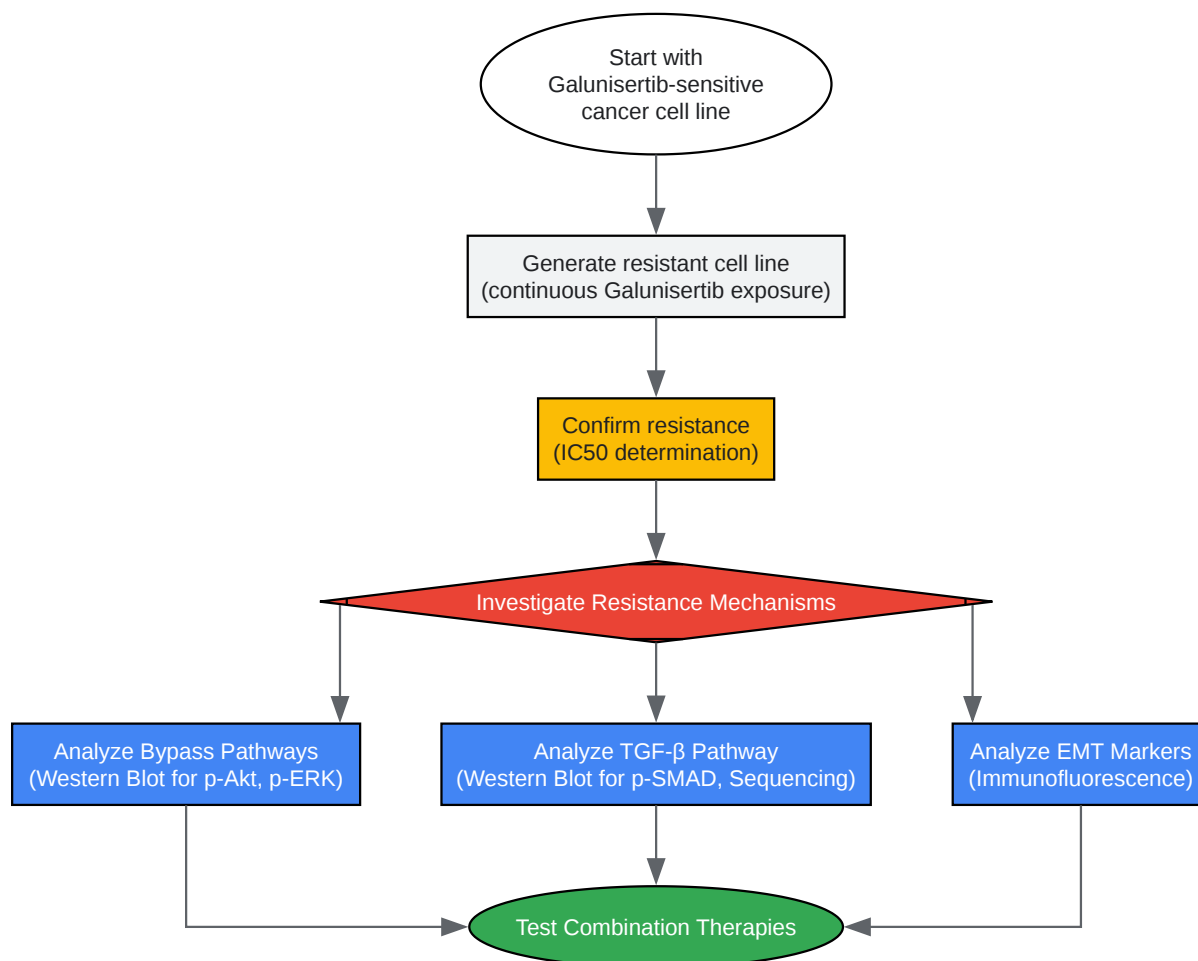 Start with
Galunisertib-sensitive
cancer cell line
Generate resistant cell line
(continuous Galunisertib exposure)
Confirm resistance
(IC50 determination)
Investigate Resistance Mechanisms
Analyze Bypass Pathways
(Western Blot for p-Akt, p-ERK)
Analyze TGF-β Pathway
(Western Blot for p-SMAD, Sequencing)
Analyze EMT Markers
(Immunofluorescence)
Test Combination Therapies